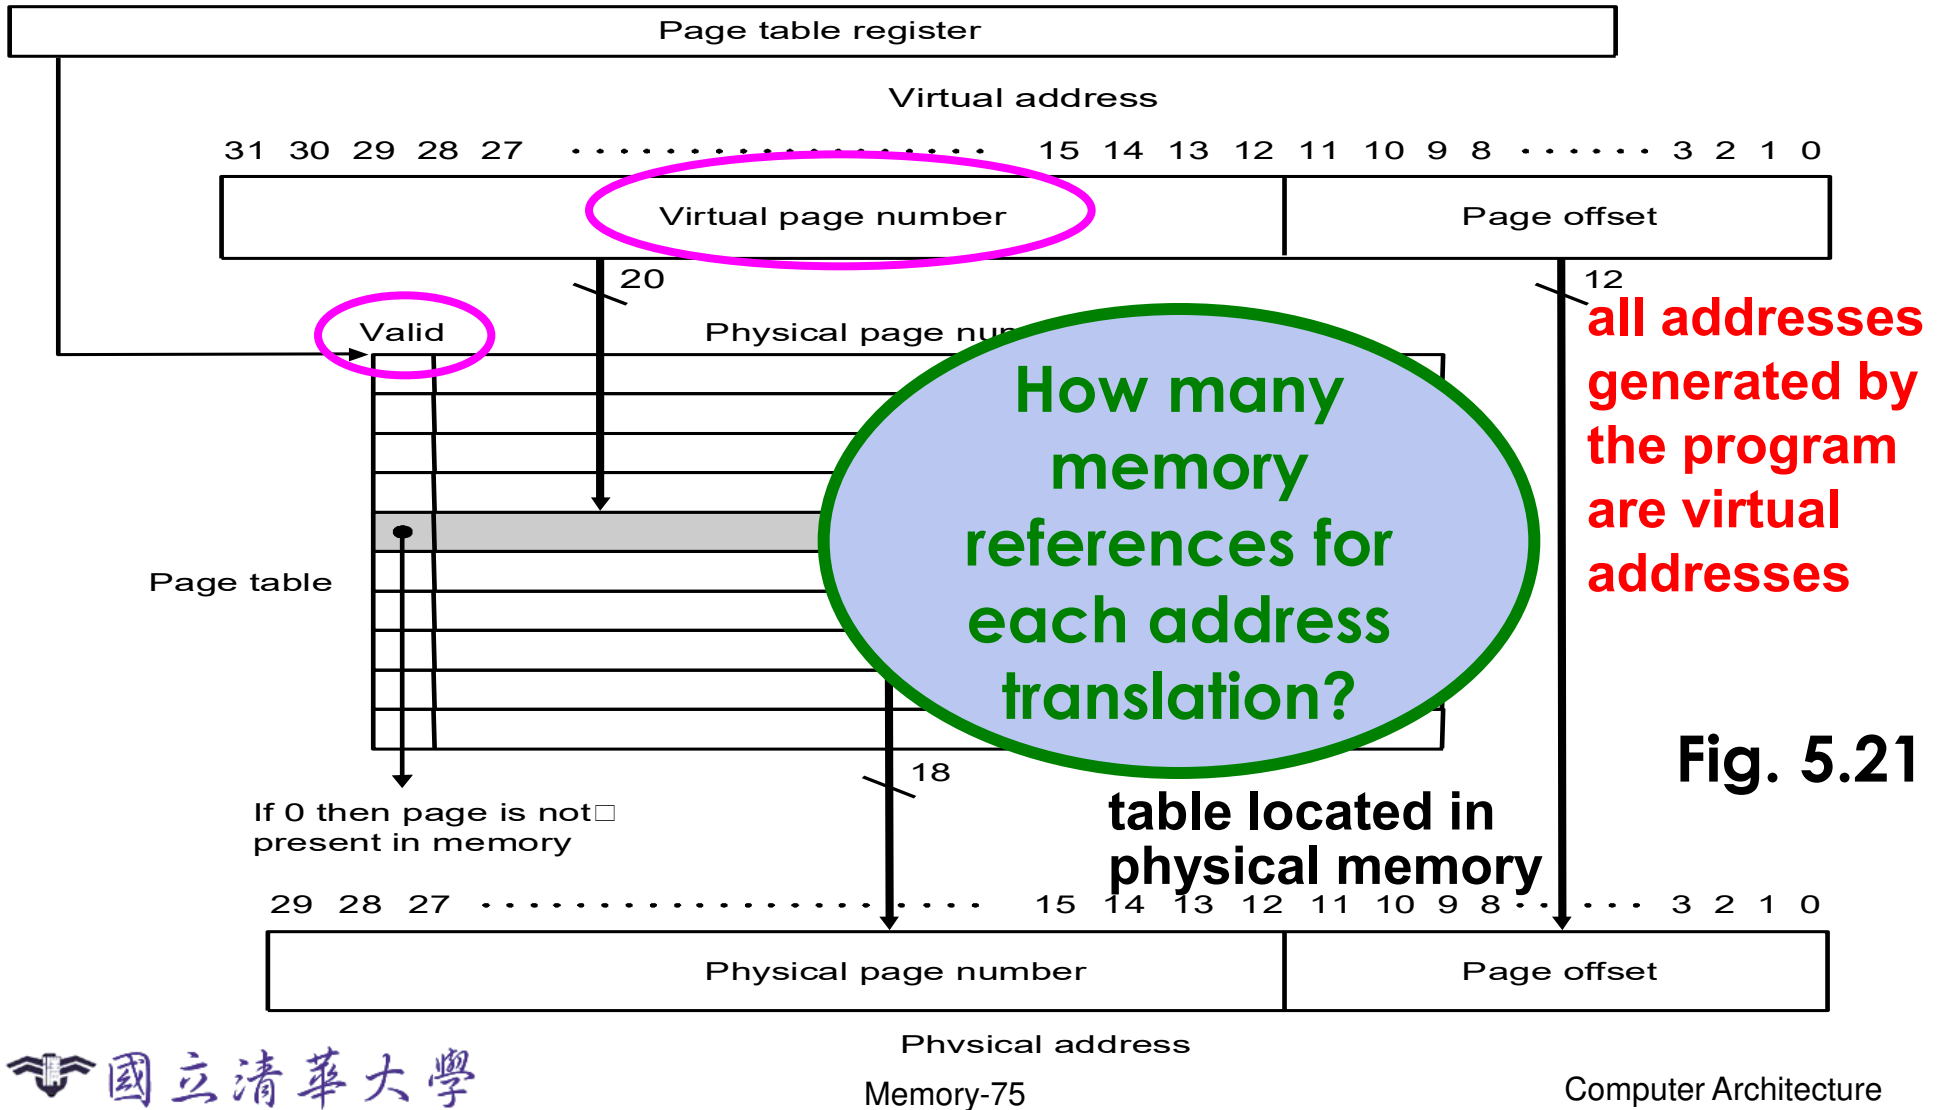 Page table register
Virtual address
31 30 29 28 27 ·················· 15 14 13 12 11 10 9 8 ······ 3 2 1 0
Virtual page number Page offset
20 12
Valid Physical page
all addresses
generated by
the program
are virtual
addresses
How many
memory
references for
each address
translation?
Page table
18
Fig. 5.21
If 0 then page is not□
present in memory
table located in
physical memory
29 28 27 ···················· 15 14 13 12 11 10 9 8 ······ 3 2 1 0
Physical page number Page offset
Physical address
國立清華大學
Memory-75
Computer Architecture